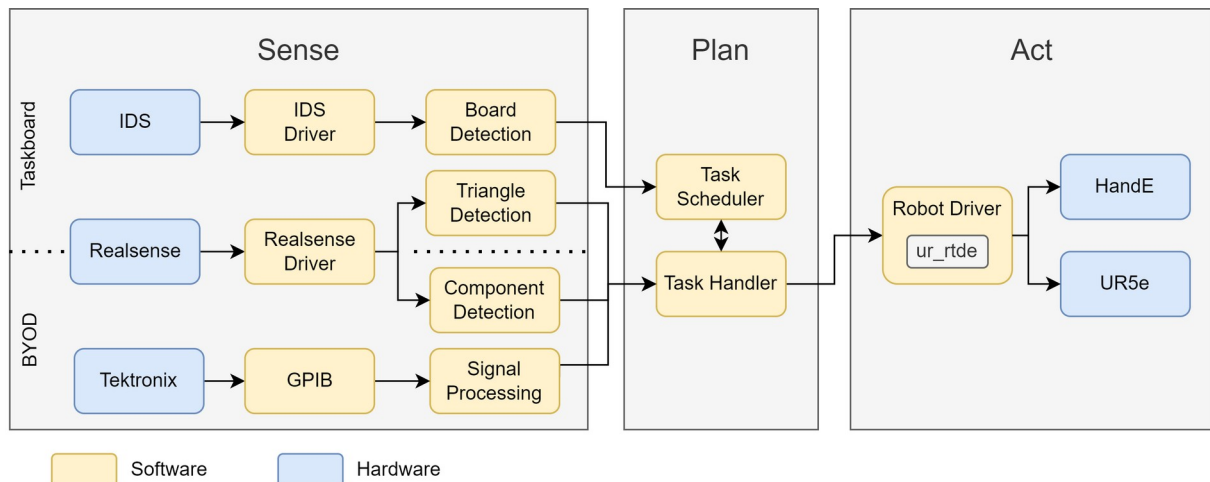 Sense
Plan
Act
Taskboard
BYOD
IDS
IDS
Driver
Board
Detection
Triangle
Detection
Realsense
Realsense
Driver
Component
Detection
Tektronix
GPIB
Signal
Processing
Task
Scheduler
Task Handler
Robot Driver
ur_rtde
HandE
UR5e
Software
Hardware